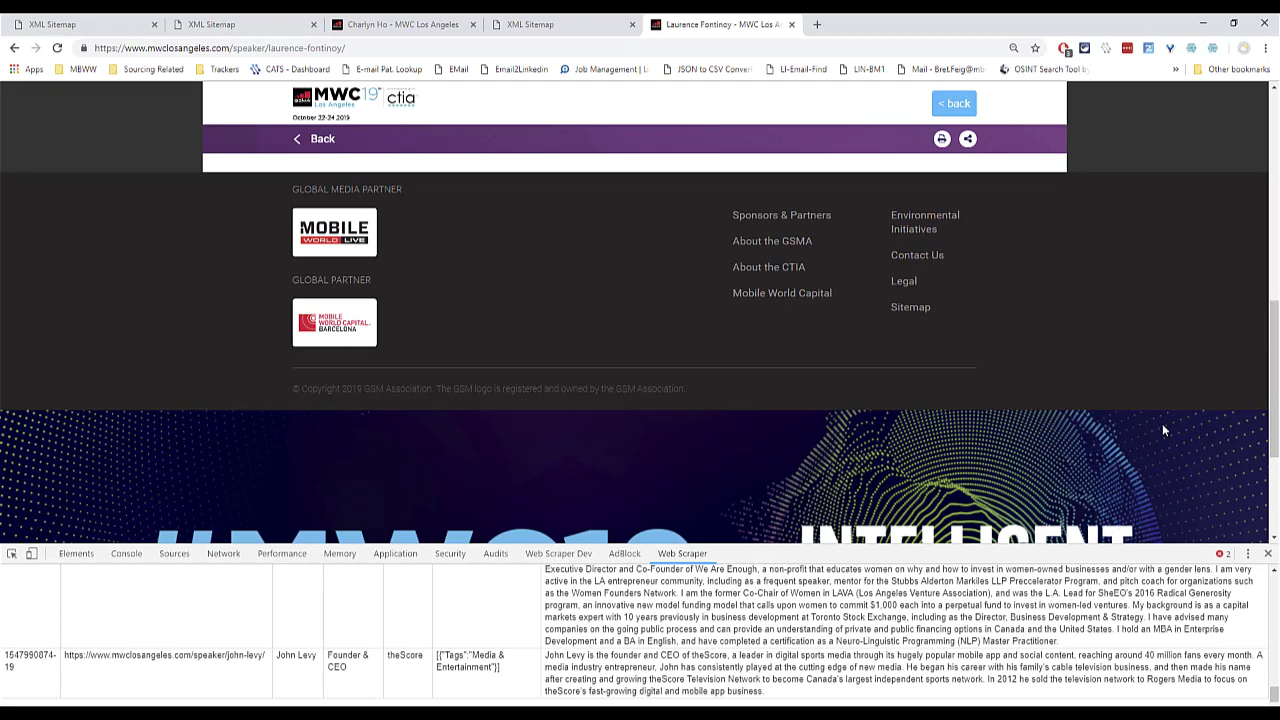 XML Sitemap
XML Sitemap
Charlyn Ho - MWC Los Angeles
XML Sitemap
Laurence Fontinoy - MWC Los A
https://www.mwclosangeles.com/speaker/laurence-fontinoy/
Apps
MBWW
Sourcing Related
Trackers
CATS - Dashboard
E-mail Pat. Lookup
EMail
Email2Linkedin
Job Management | L
JSON to CSV Convert
LI-Email-Find
LIN-BM1
Mail - Bret.Feig@mb
OSINT Search Tool by
»
Other bookmarks
GSMA
MWC19
Los Angeles
ctia
October 22-24 2019
< back
Back
GLOBAL MEDIA PARTNER
MOBILE
WORLD LIVE
GLOBAL PARTNER
MOBILE
WORLD CAPITAL
BARCELONA
Sponsors & Partners
About the GSMA
About the CTIA
Mobile World Capital
Environmental
Initiatives
Contact Us
Legal
Sitemap
© Copyright 2019 GSM Association. The GSM logo is registered and owned by the GSM Association.
#MWC19
INTELLIGENT
Elements
Console
Sources
Network
Performance
Memory
Application
Security
Audits
Web Scraper Dev
AdBlock
Web Scraper
2
Executive Director and Co-Founder of We Are Enough, a non-profit that educates women on why and how to invest in women-owned businesses and/or with a gender lens. I am very
active in the LA entrepreneur community, including as a frequent speaker, mentor for the Stubbs Alderton Markiles LLP Preccelerator Program, and pitch coach for organizations such
as the Women Founders Network. I am the former Co-Chair of Women in LAVA (Los Angeles Venture Association), and was the L.A. Lead for SheEO's 2016 Radical Generosity
program, an innovative new model funding model that calls upon women to commit $1,000 each into a perpetual fund to invest in women-led ventures. My background is as a capital
markets expert with 10 years previously in business development at Toronto Stock Exchange, including as the Director, Business Development & Strategy. I have advised many
companies on the going public process and can provide an understanding of private and public financing options in Canada and the United States. I hold an MBA in Enterprise
Development and a BA in English, and have completed a certification as a Neuro-Linguistic Programming (NLP) Master Practitioner.
1547990874-
19
https://www.mwclosangeles.com/speaker/john-levy/
John Levy
Founder &
CEO
theScore
[{"Tags":"Media &
Entertainment"}]
John Levy is the founder and CEO of theScore, a leader in digital sports media through its hugely popular mobile app and social content, reaching around 40 million fans every month. A
media industry entrepreneur, John has consistently played at the cutting edge of new media. He began his career with his family's cable television business, and then made his name
after creating and growing theScore Television Network to become Canada's largest independent sports network. In 2012 he sold the television network to Rogers Media to focus on
theScore's fast-growing digital and mobile app business.